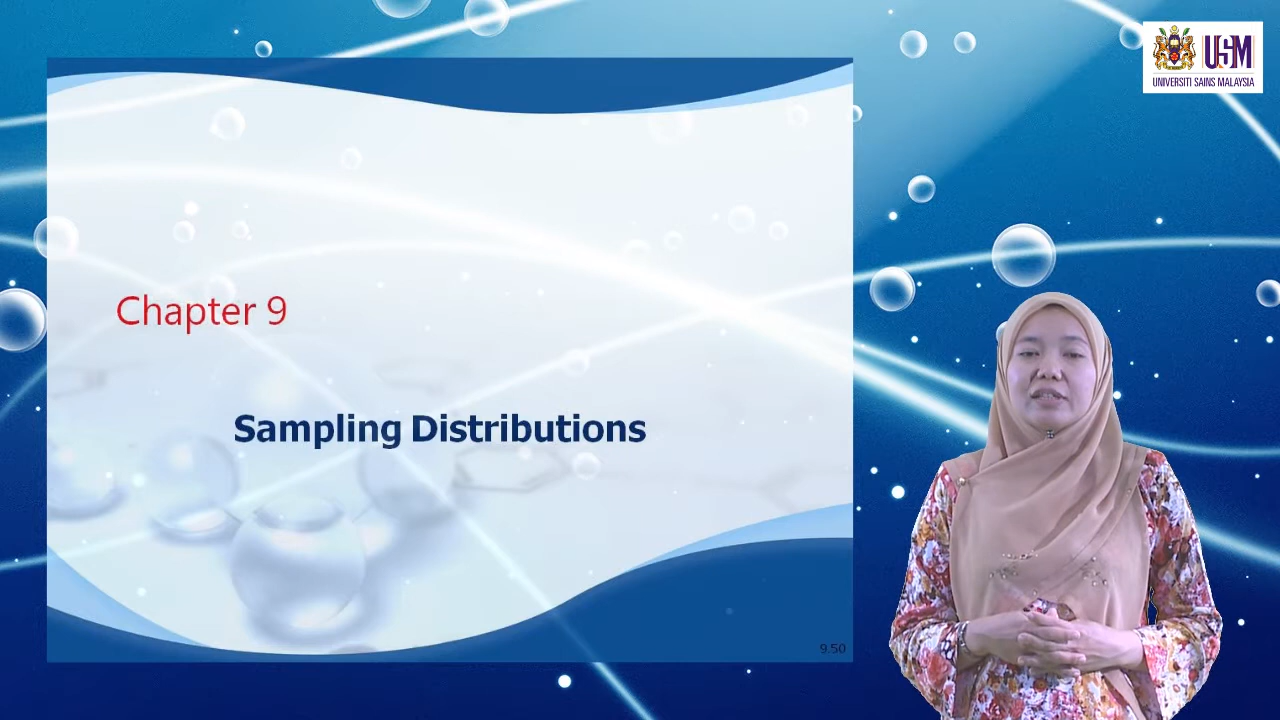 USM
UNIVERSITI SAINS MALAYSIA
Chapter 9
Sampling Distributions
9.50